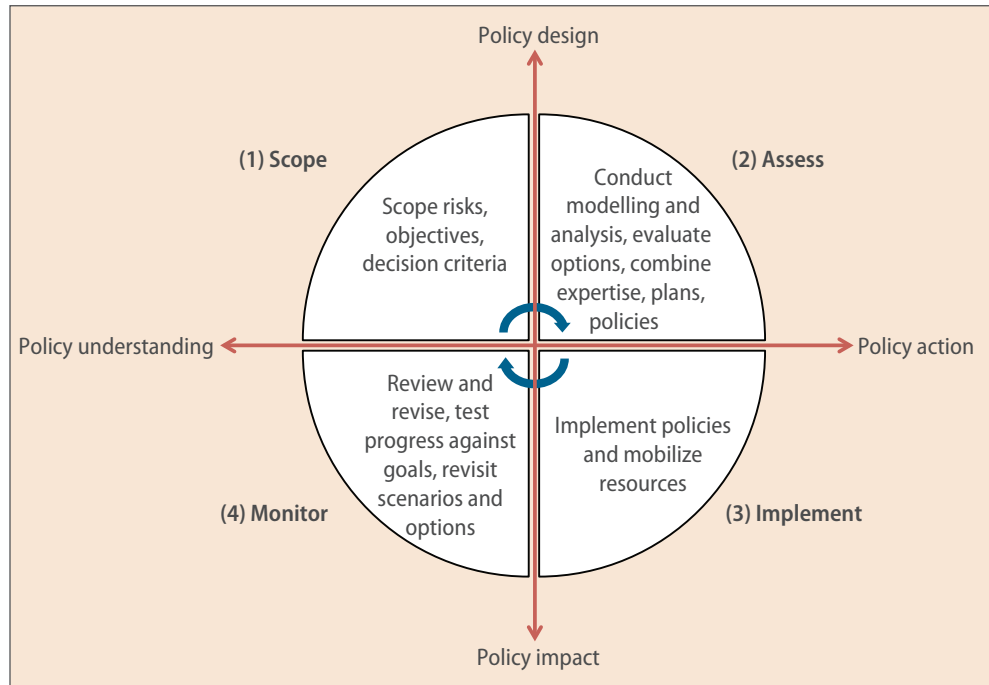 Policy design
(1) Scope
(2) Assess
Scope risks,
objectives,
decision criteria
Conduct
modelling and
analysis, evaluate
options, combine
expertise, plans,
policies
Policy understanding
Policy action
Review and
revise, test
progress against
goals, revisit
scenarios and
options
Implement policies
and mobilize
resources
(4) Monitor
(3) Implement
Policy impact